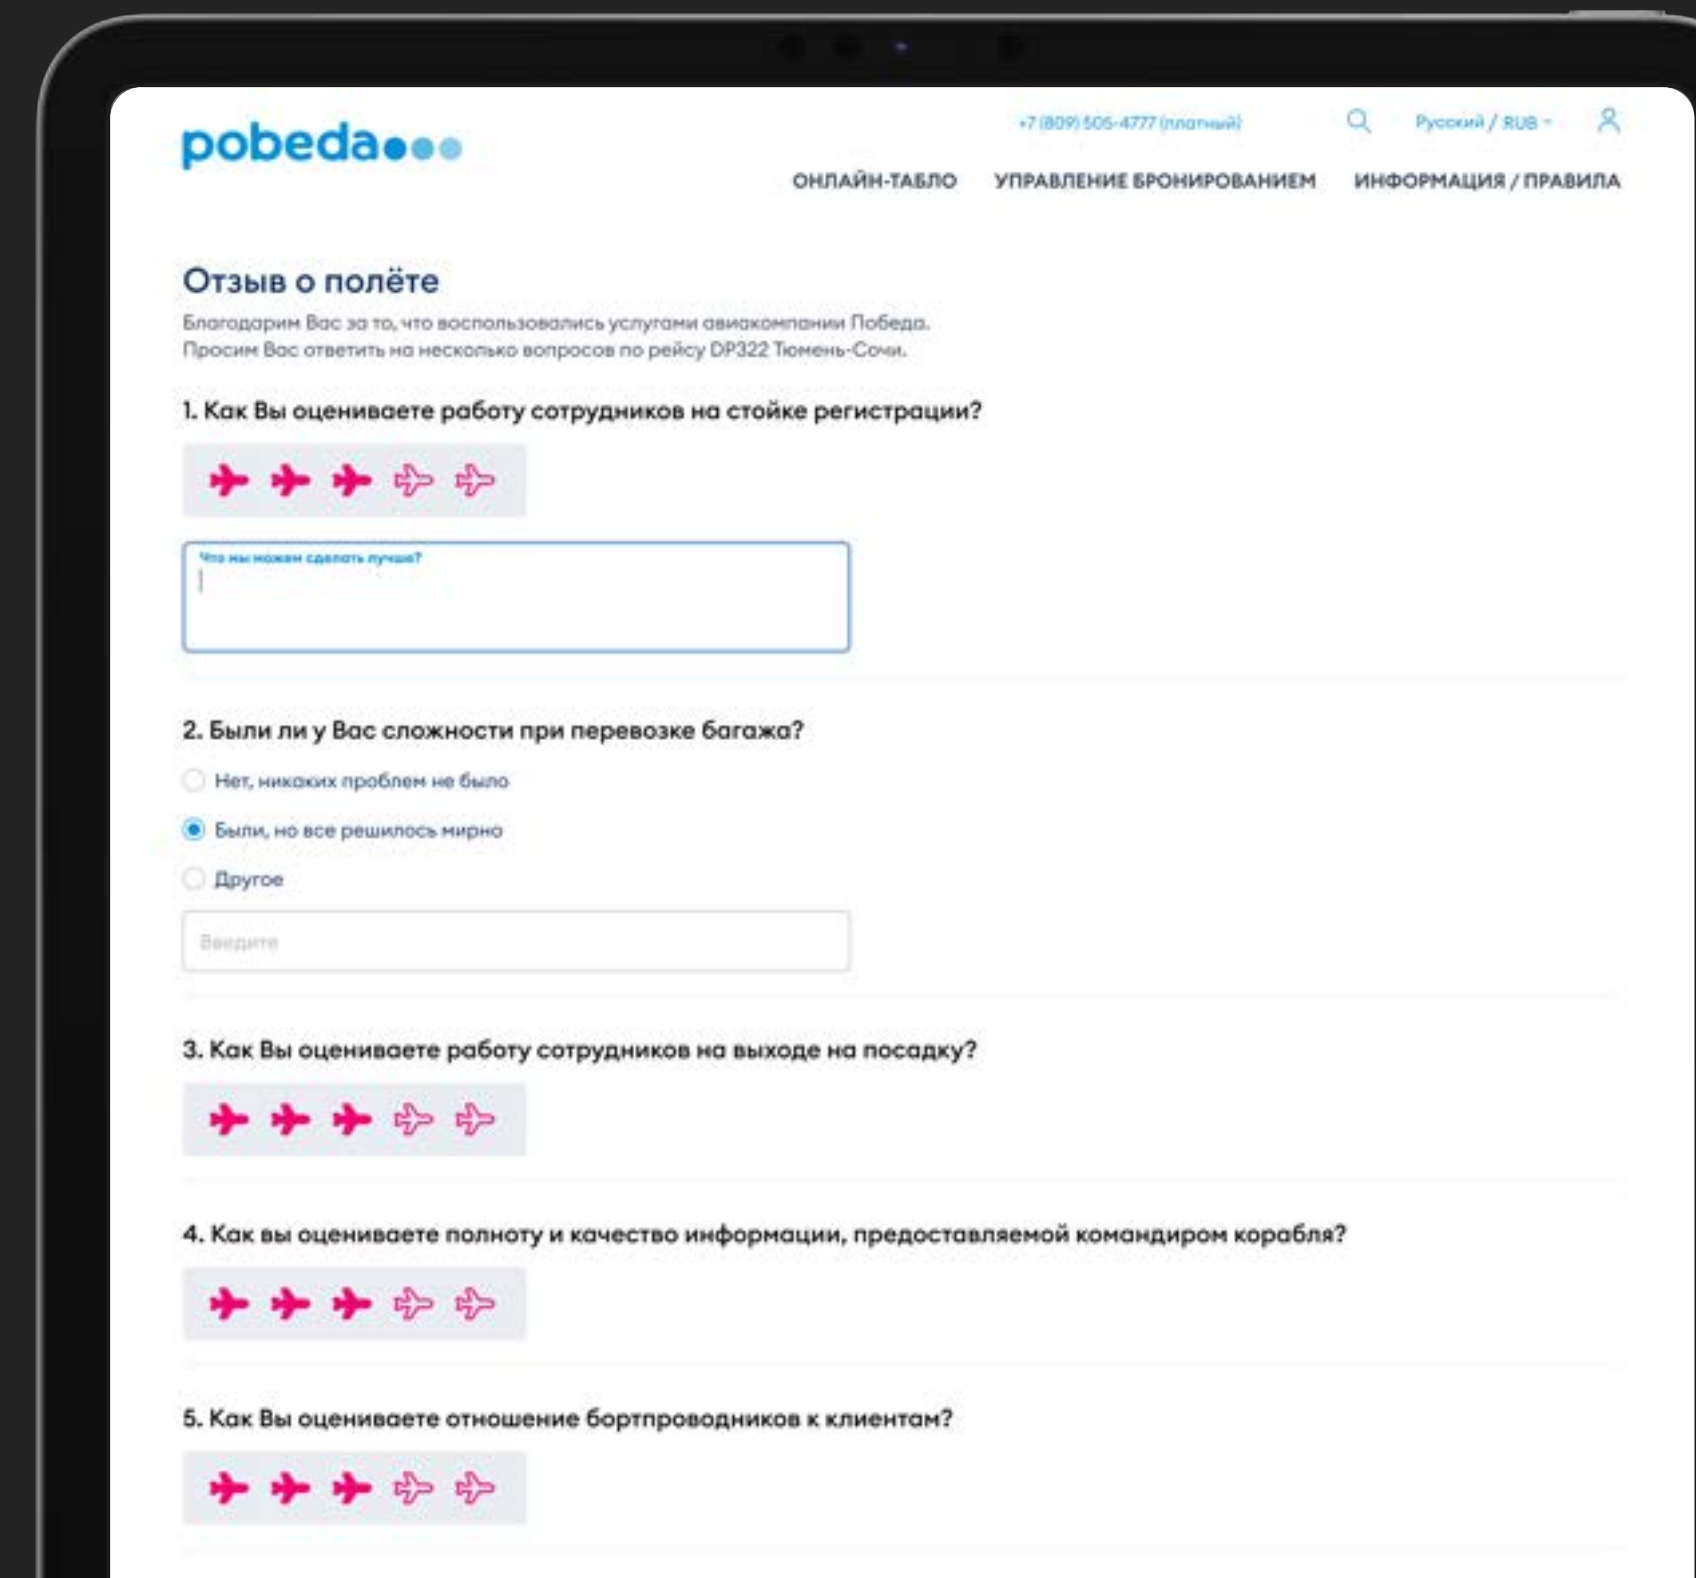 pobeda
+7 (809) 505-4777 (платный)
Русский / RUB
ОНЛАЙН-ТАБЛО УПРАВЛЕНИЕ БРОНИРОВАНИЕМ ИНФОРМАЦИЯ / ПРАВИЛА
Отзыв о полёте
Благодарим Вас за то, что воспользовались услугами авиакомпании Победа.
Просим Вас ответить на несколько вопросов по рейсу DP322 Тюмень-Сочи.
1. Как Вы оцениваете работу сотрудников на стойке регистрации?
Что мы можем сделать лучше?
2. Были ли у Вас сложности при перевозке багажа?
Нет, никаких проблем не было
Были, но все решилось мирно
Другое
Введите
3. Как Вы оцениваете работу сотрудников на выходе на посадку?
4. Как вы оцениваете полноту и качество информации, предоставляемой командиром корабля?
5. Как Вы оцениваете отношение бортпроводников к клиентам?